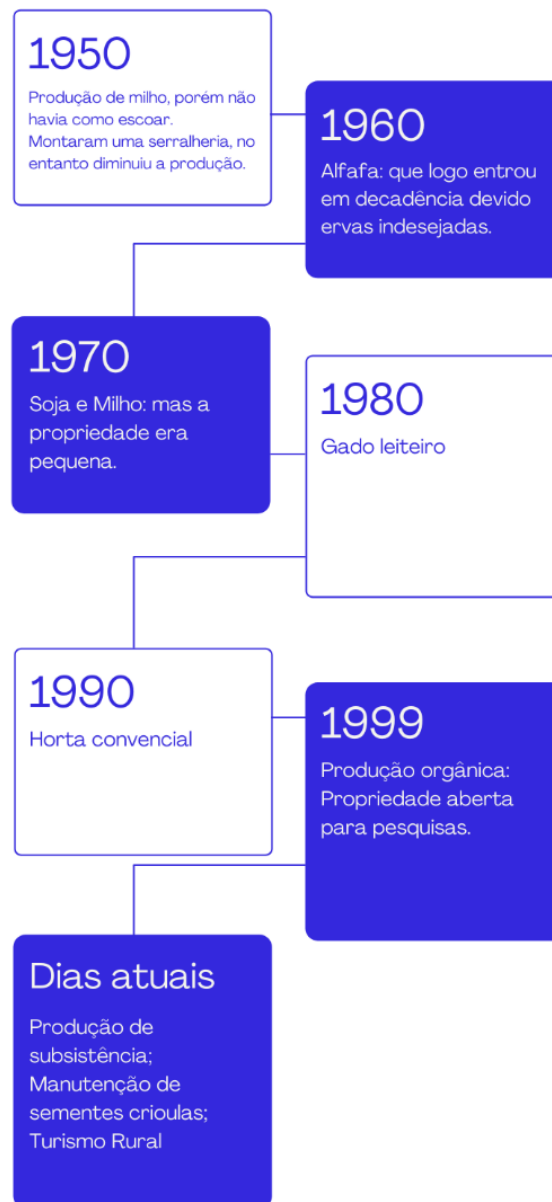 1950
Produção de milho, porém não
havia como escoar.
Montaram uma serralheria, no
entanto diminuiu a produção.
1960
Alfafa: que logo entrou
em decadência devido
ervas indesejadas.
1970
Soja e Milho: mas a
propriedade era
pequena.
1980
Gado leiteiro
1990
Horta convencial
1999
Produção orgânica:
Propriedade aberta
para pesquisas.
Dias atuais
Produção de
subsistência;
Manutenção de
sementes crioulas;
Turismo Rural